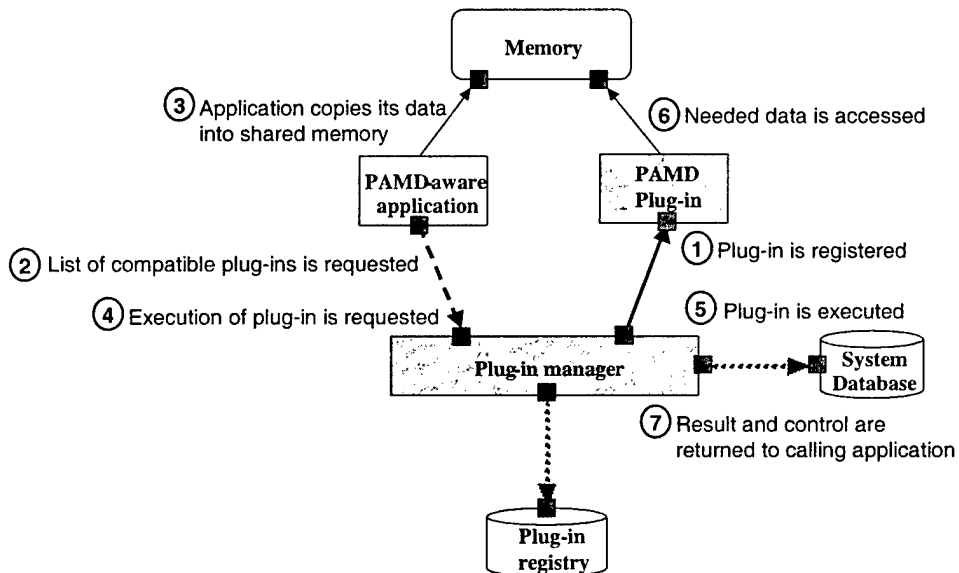 Memory
③ Application copies its data
into shared memory
⑥ Needed data is accessed
PAMD-aware
application
PAMD
Plug-in
② List of compatible plug-ins is requested
① Plug-in is registered
④ Execution of plug-in is requested
⑤ Plug-in is executed
Plug-in manager
System
Database
⑦ Result and control are
returned to calling application
Plug-in
registry